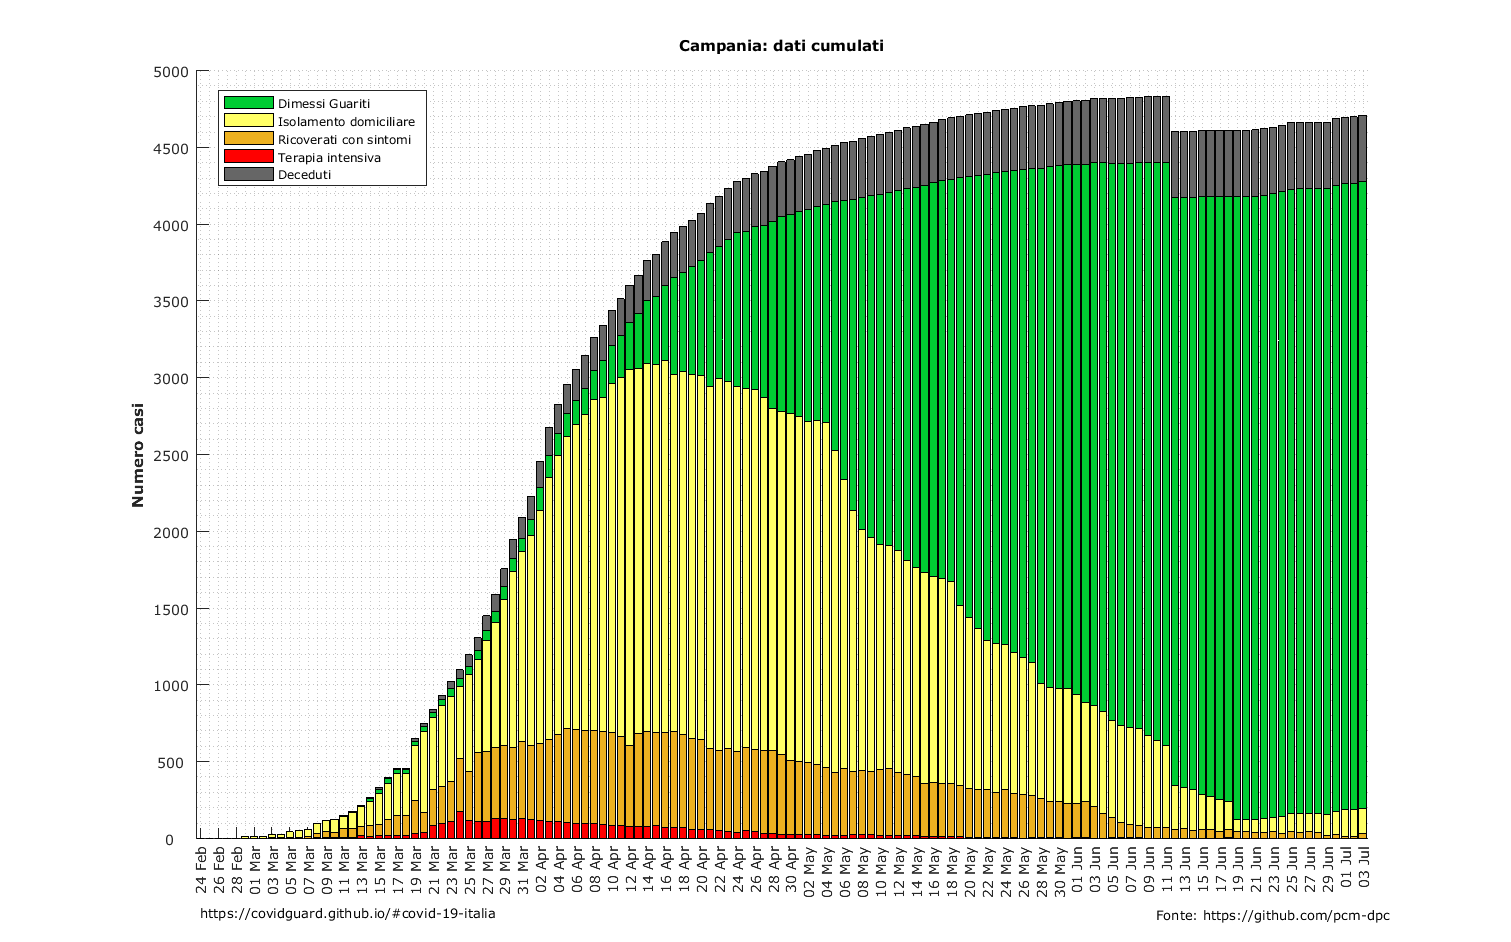 Campania: dati cumulati
Numero casi
5000
4500
4000
3500
3000
2500
2000
1500
1000
500
0
Dimessi Guariti
Isolamento domiciliare
Ricoverati con sintomi
Terapia intensiva
Deceduti
24 Feb
26 Feb
28 Feb
01 Mar
03 Mar
05 Mar
07 Mar
09 Mar
11 Mar
13 Mar
15 Mar
17 Mar
19 Mar
21 Mar
23 Mar
25 Mar
27 Mar
29 Mar
31 Mar
02 Apr
04 Apr
06 Apr
08 Apr
10 Apr
12 Apr
14 Apr
16 Apr
18 Apr
20 Apr
22 Apr
24 Apr
26 Apr
28 Apr
30 Apr
02 May
04 May
06 May
08 May
10 May
12 May
14 May
16 May
18 May
20 May
22 May
24 May
26 May
28 May
30 May
01 Jun
03 Jun
05 Jun
07 Jun
09 Jun
11 Jun
13 Jun
15 Jun
17 Jun
19 Jun
21 Jun
23 Jun
25 Jun
27 Jun
29 Jun
01 Jul
03 Jul
https://covidguard.github.io/#covid-19-italia
Fonte: https://github.com/pcm-dpc